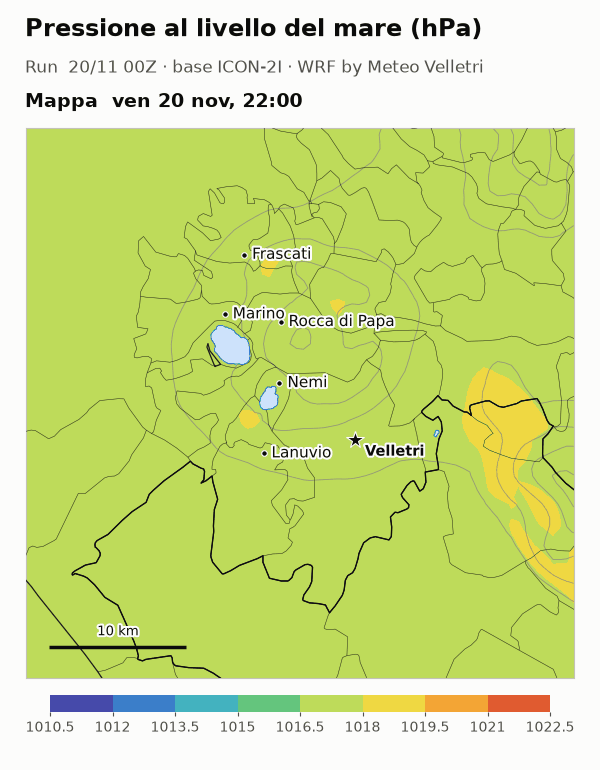 Pressione al livello del mare (hPa)
Run  20/11 00Z · base ICON-2I · WRF by Meteo Velletri
Mappa  ven 20 nov, 22:00
Frascati
Marino
Rocca di Papa
Nemi
Velletri
Lanuvio
10 km
1010.5 1012 1013.5 1015 1016.5 1018 1019.5 1021 1022.5